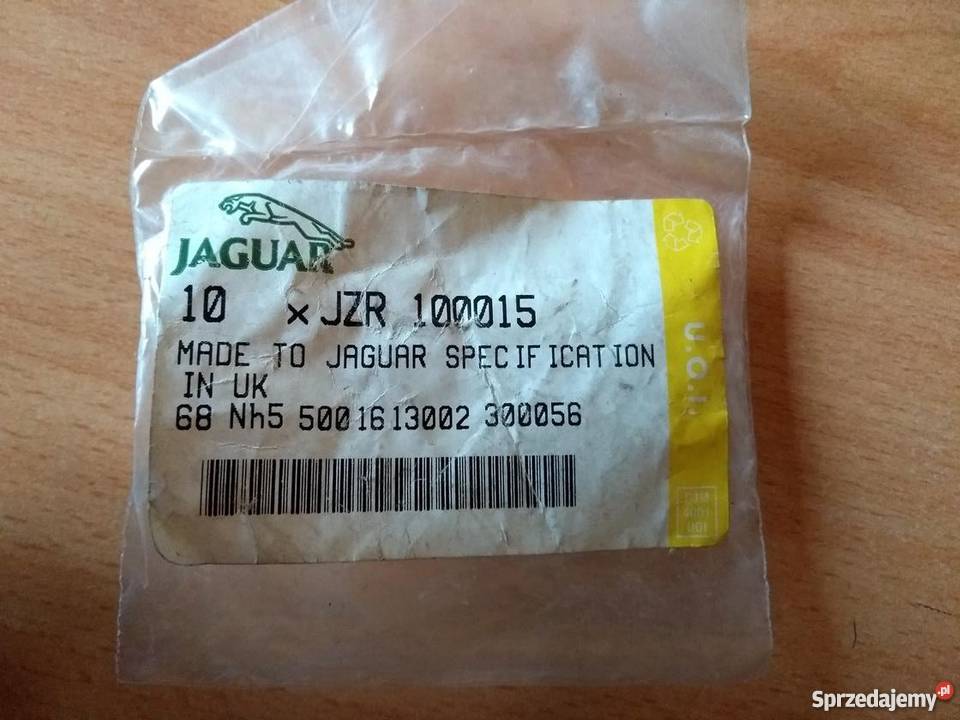 JAGUAR
10 x JZR 100015
MADE TO JAGUAR SPECIFICATION
IN UK
68 Nh5 5001613002 300056
Sprzedajemy.pl